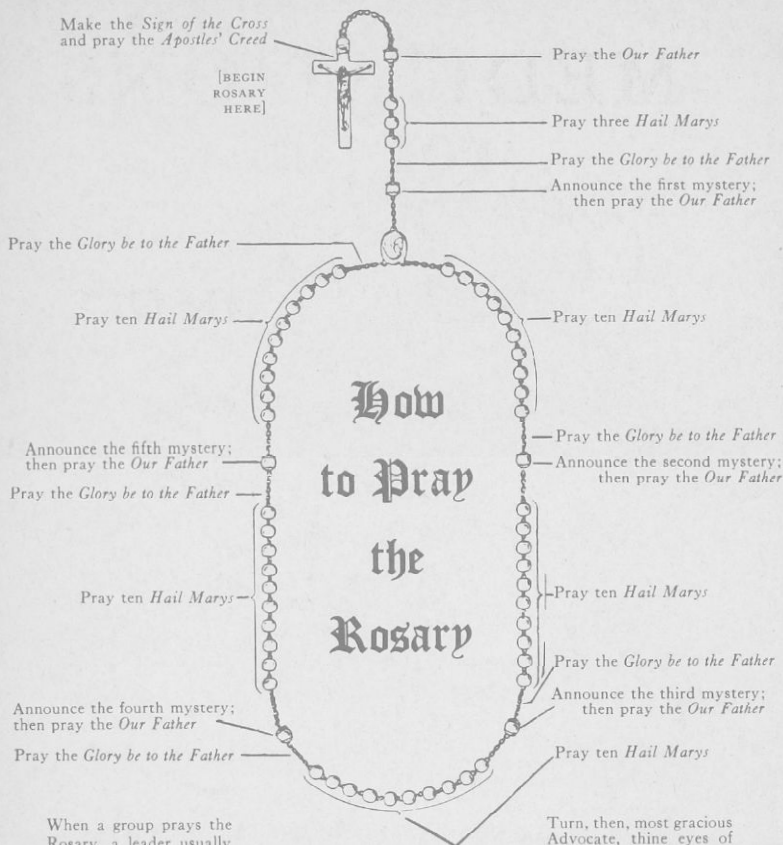 Make the Sign of the Cross
and pray the Apostles' Creed
[BEGIN
ROSARY
HERE]
Pray the Our Father
Pray three Hail Marys
Pray the Glory be to the Father
Announce the first mystery;
then pray the Our Father
Pray the Glory be to the Father
Pray ten Hail Marys
Pray ten Hail Marys
How
to Pray
the
Rosary
Pray the Glory be to the Father
Announce the second mystery;
then pray the Our Father
Announce the fifth mystery;
then pray the Our Father
Pray the Glory be to the Father
Pray ten Hail Marys
Pray ten Hail Marys
Pray the Glory be to the Father
Announce the third mystery;
then pray the Our Father
Announce the fourth mystery;
then pray the Our Father
Pray the Glory be to the Father
Pray ten Hail Marys
When a group prays the
Rosary, a leader usually
Turn, then, most gracious
Advocate, thine eyes of